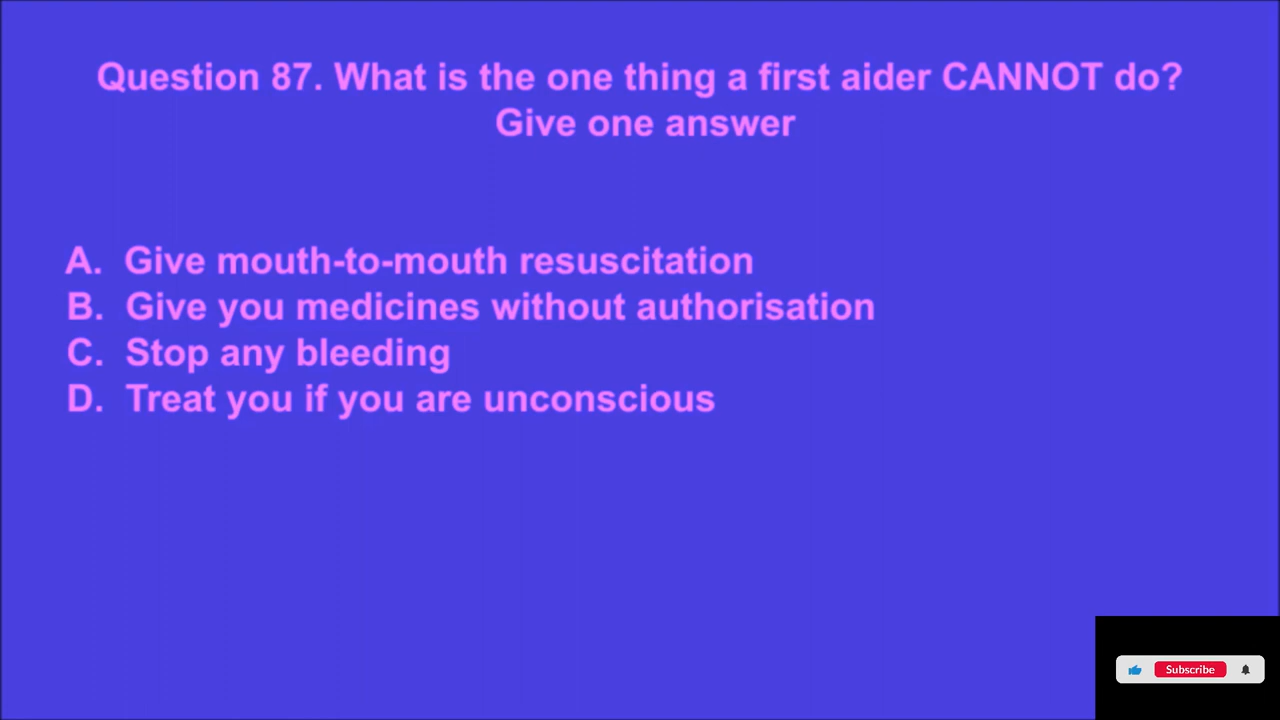 Question 87. What is the one thing a first aider CANNOT do?
Give one answer
A. Give mouth-to-mouth resuscitation
B. Give you medicines without authorisation
C. Stop any bleeding
D. Treat you if you are unconscious
Subscribe